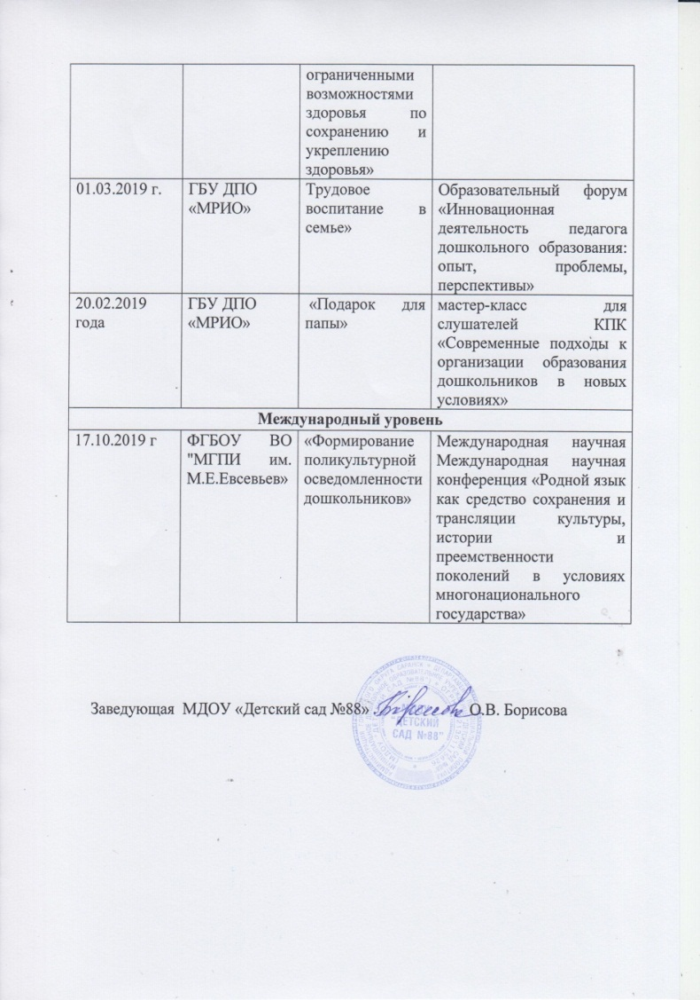 ограниченными
возможностями
здоровья по
сохранению и
укреплению
здоровья»
01.03.2019 г.
ГБУ ДПО
«МРИО»
Трудовое
воспитание в
семье»
Образовательный форум
«Инновационная
деятельность педагога
дошкольного образования:
опыт, проблемы,
перспективы»
20.02.2019
года
ГБУ ДПО
«МРИО»
«Подарок для
папы»
мастер-класс для
слушателей КПК
«Современные подходы к
организации образования
дошкольников в новых
условиях»
Международный уровень
17.10.2019 г
ФГБОУ ВО
"МГПИ им.
М.Е.Евсевьев»
«Формирование
поликультурной
осведомленности
дошкольников»
Международная научная
Международная научная
конференция «Родной язык
как средство сохранения и
трансляции культуры,
истории и
преемственности
поколений в условиях
многонационального
государства»
Заведующая МДОУ «Детский сад №88» О.В. Борисова
"ДЕТСКИЙ
САД №88"